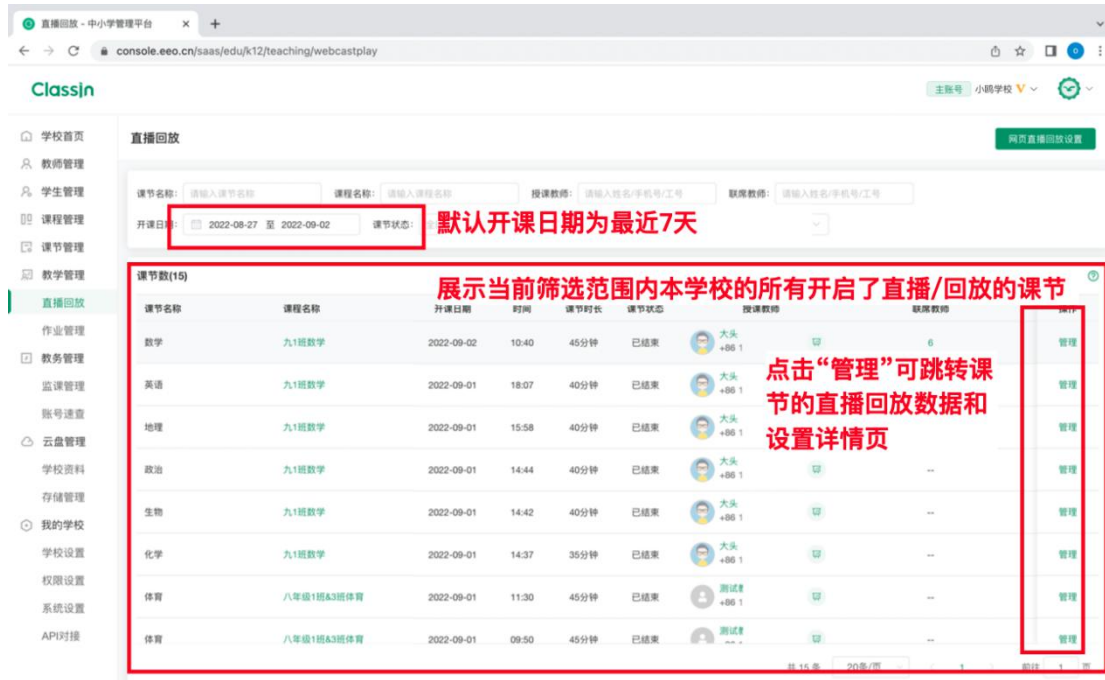 直播回放 - 中小学管理平台
console.eeo.cn/saas/edu/k12/teaching/webcastplay
ClassIn
主账号 小鸥学校 V
学校首页
教师管理
学生管理
课程管理
课节管理
教学管理
直播回放
作业管理
教务管理
监课管理
账号速查
云盘管理
学校资料
存储管理
我的学校
学校设置
权限设置
系统设置
API对接
直播回放 网页直播回放设置
课节名称: 请输入课节名称 课程名称: 请输入课程名称 授课教师: 请输入姓名/手机号/工号 联席教师: 请输入姓名/手机号/工号
开课日期: 2022-08-27 至 2022-09-02 课节状态:
默认开课日期为最近7天
课节数(15)
展示当前筛选范围内本学校的所有开启了直播/回放的课节
课节名称 课程名称 开课日期 时间 课节时长 课节状态 授课教师 联席教师 操作
数学 九1班数学 2022-09-02 10:40 45分钟 已结束 大头 +86 1 6 管理
英语 九1班数学 2022-09-01 18:07 40分钟 已结束 大头 +86 1 管理
地理 九1班数学 2022-09-01 15:58 40分钟 已结束 大头 +86 1 管理
点击“管理”可跳转课
节的直播回放数据和
设置详情页
政治 九1班数学 2022-09-01 14:44 40分钟 已结束 大头 +86 1 -- 管理
生物 九1班数学 2022-09-01 14:42 40分钟 已结束 大头 +86 1 -- 管理
化学 九1班数学 2022-09-01 14:37 35分钟 已结束 大头 +86 1 -- 管理
体育 八年级1班&3班体育 2022-09-01 11:30 45分钟 已结束 测试 +86 1 -- 管理
体育 八年级1班&3班体育 2022-09-01 09:50 45分钟 已结束 测试 -- 管理
共 15 条 20条/页 1 前往 1 页